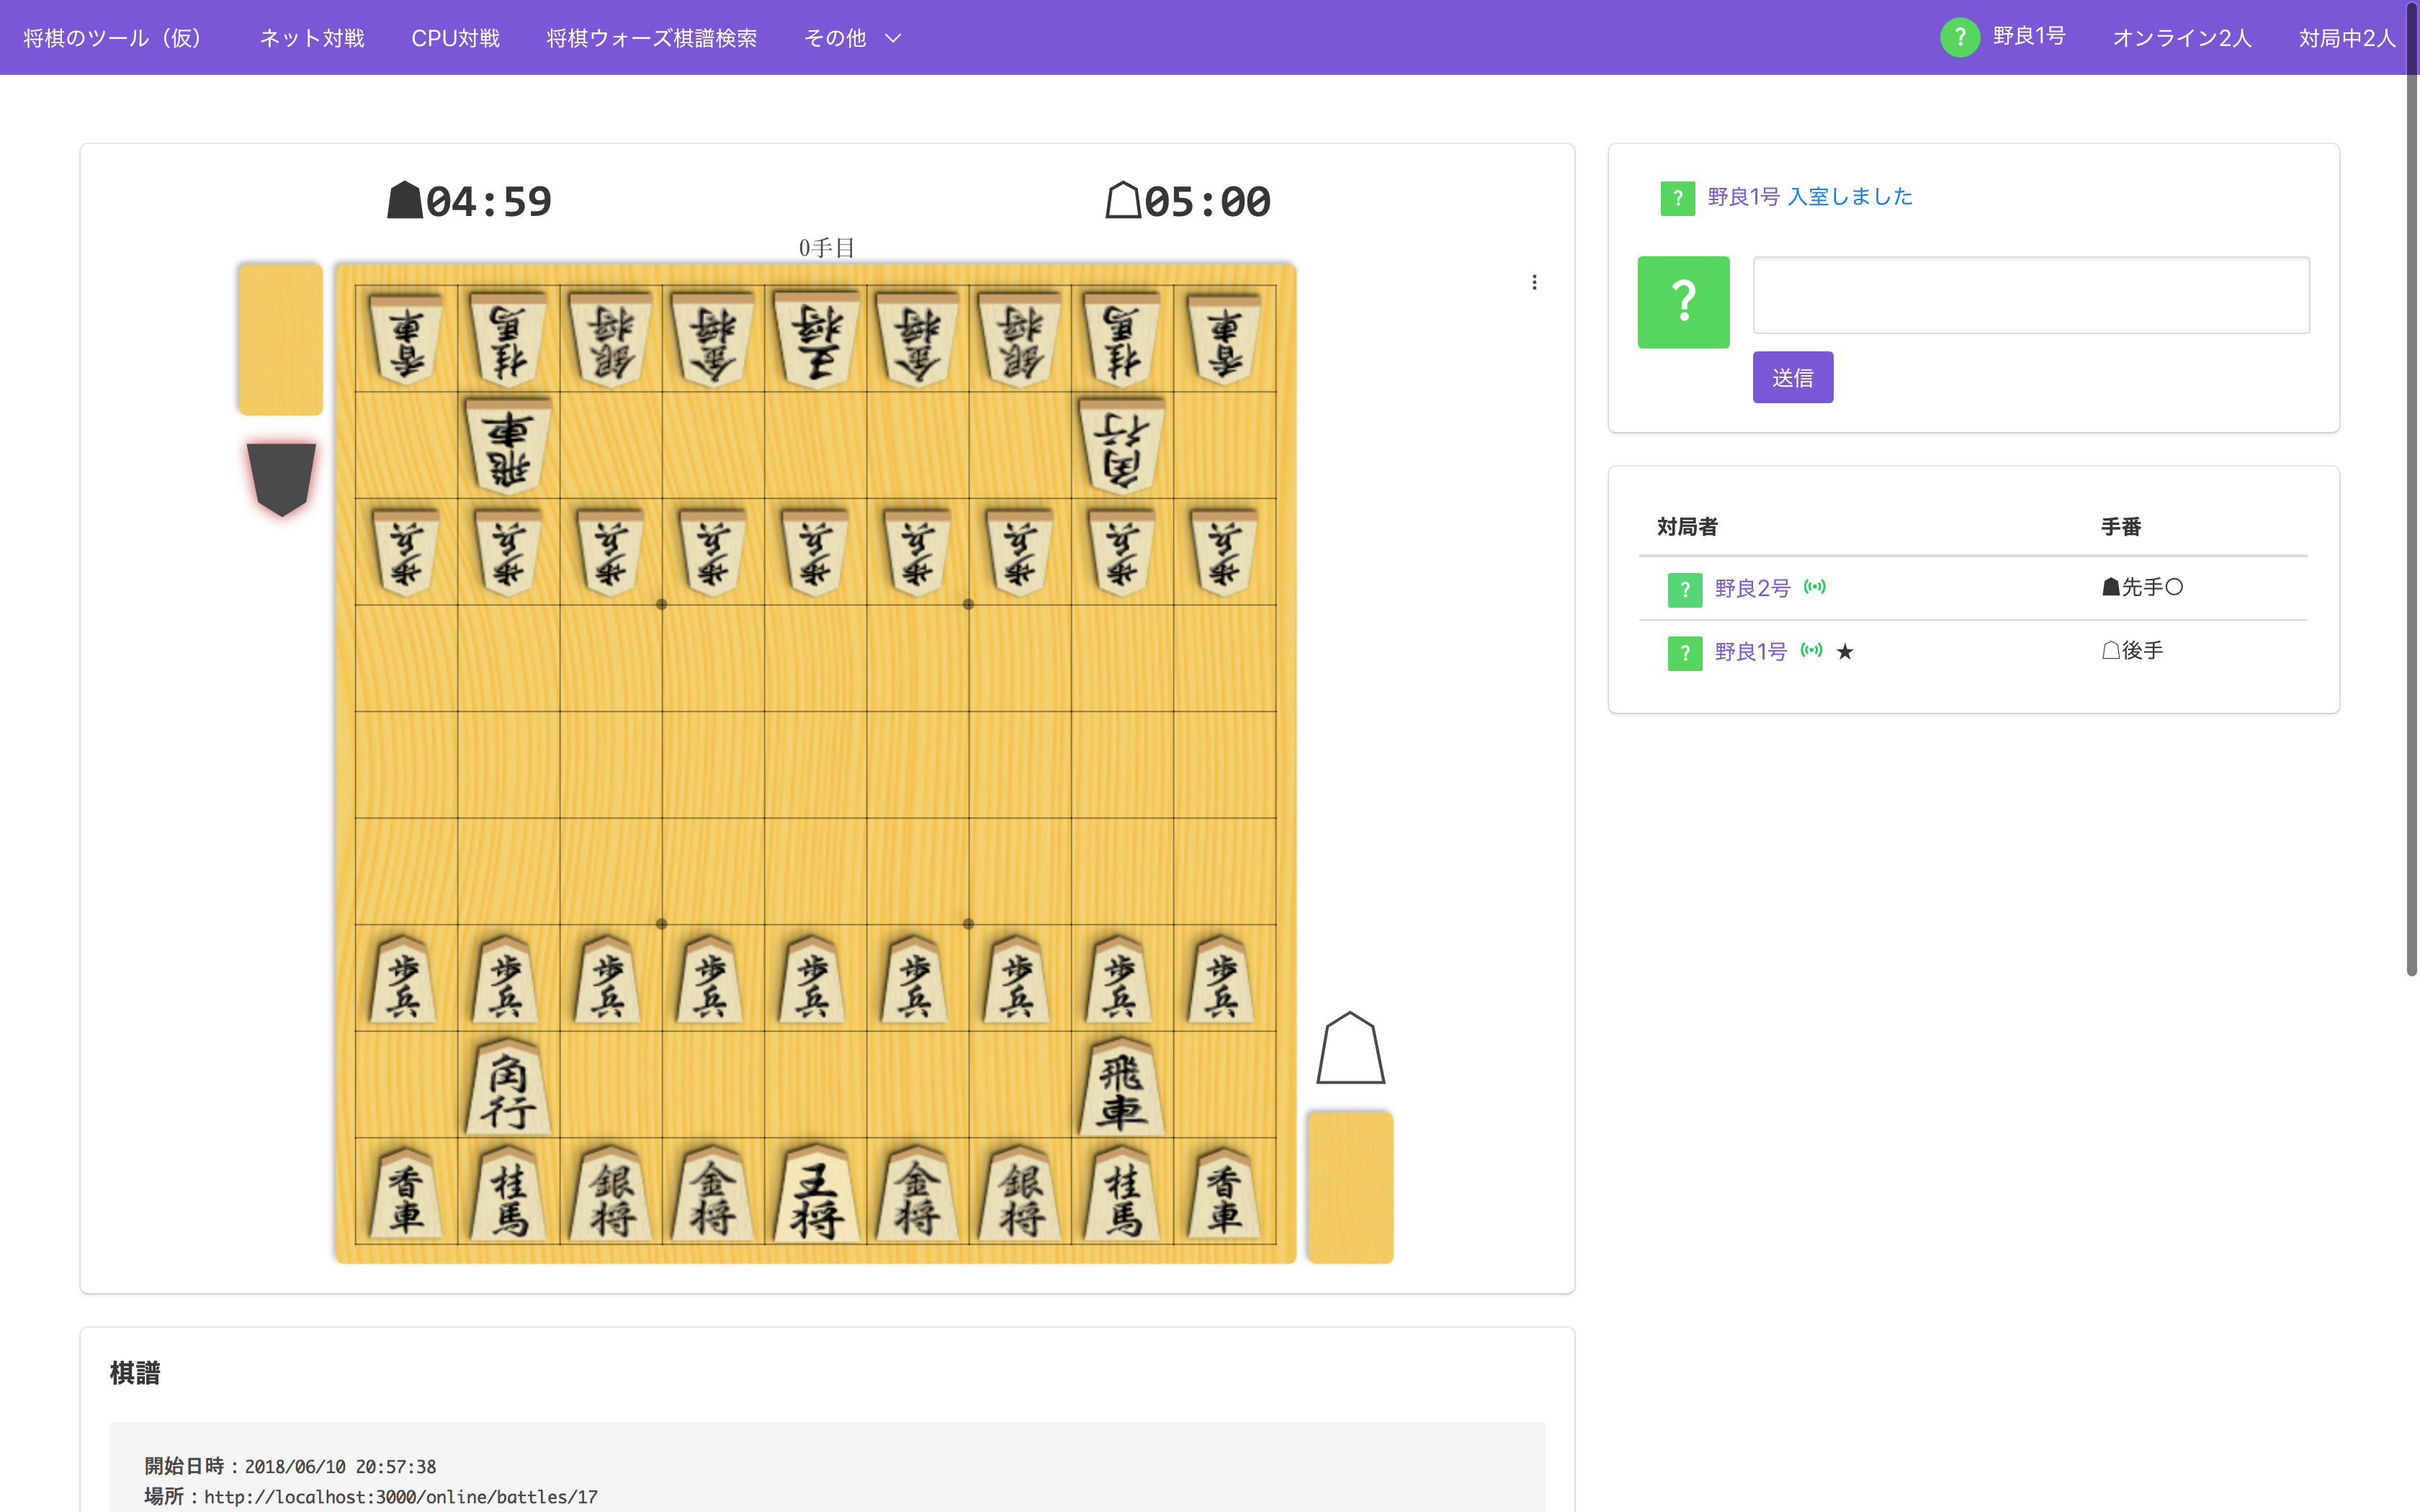 将棋のツール（仮） ネット対戦 CPU対戦 将棋ウォーズ棋譜検索 その他 ? 野良1号 オンライン2人 対局中2人
☗04:59 ☖05:00
0手目
香車 桂馬 銀将 金将 王将 金将 銀将 桂馬 香車
飛車 角行
歩兵 歩兵 歩兵 歩兵 歩兵 歩兵 歩兵 歩兵 歩兵
歩兵 歩兵 歩兵 歩兵 歩兵 歩兵 歩兵 歩兵 歩兵
角行 飛車
香車 桂馬 銀将 金将 王将 金将 銀将 桂馬 香車
? 野良1号 入室しました
?
送信
対局者 手番
? 野良2号 ☗先手○
? 野良1号 ★ ☖後手
棋譜
開始日時：2018/06/10 20:57:38
場所：http://localhost:3000/online/battles/17